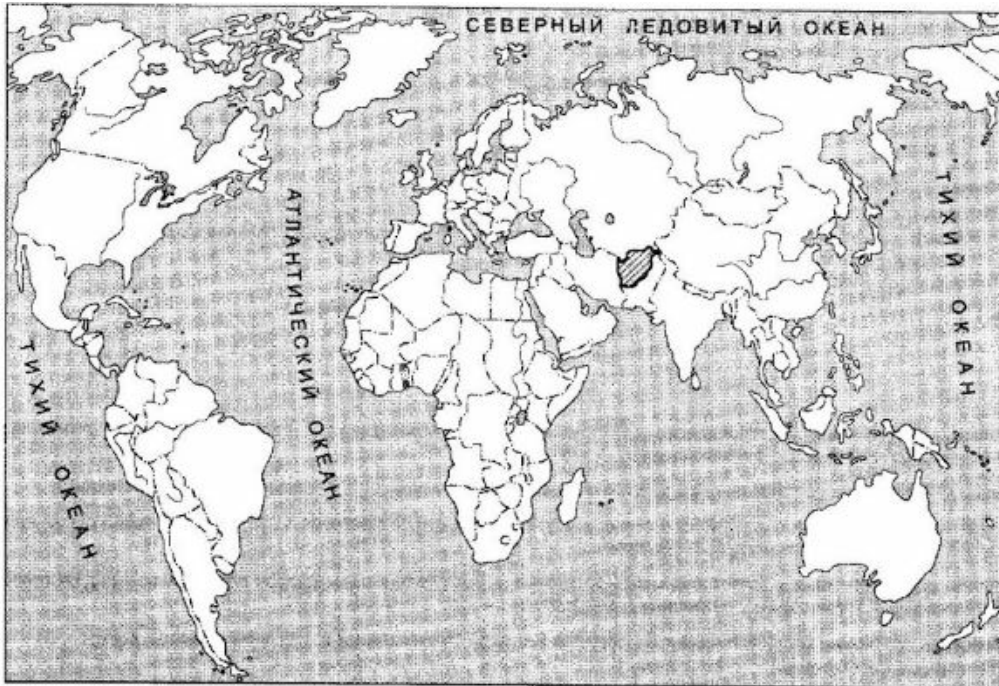 СЕВЕРНЫЙ ЛЕДОВИТЫЙ ОКЕАН
ТИХИЙ ОКЕАН
АТЛАНТИЧЕСКИЙ ОКЕАН
ТИХИЙ ОКЕАН